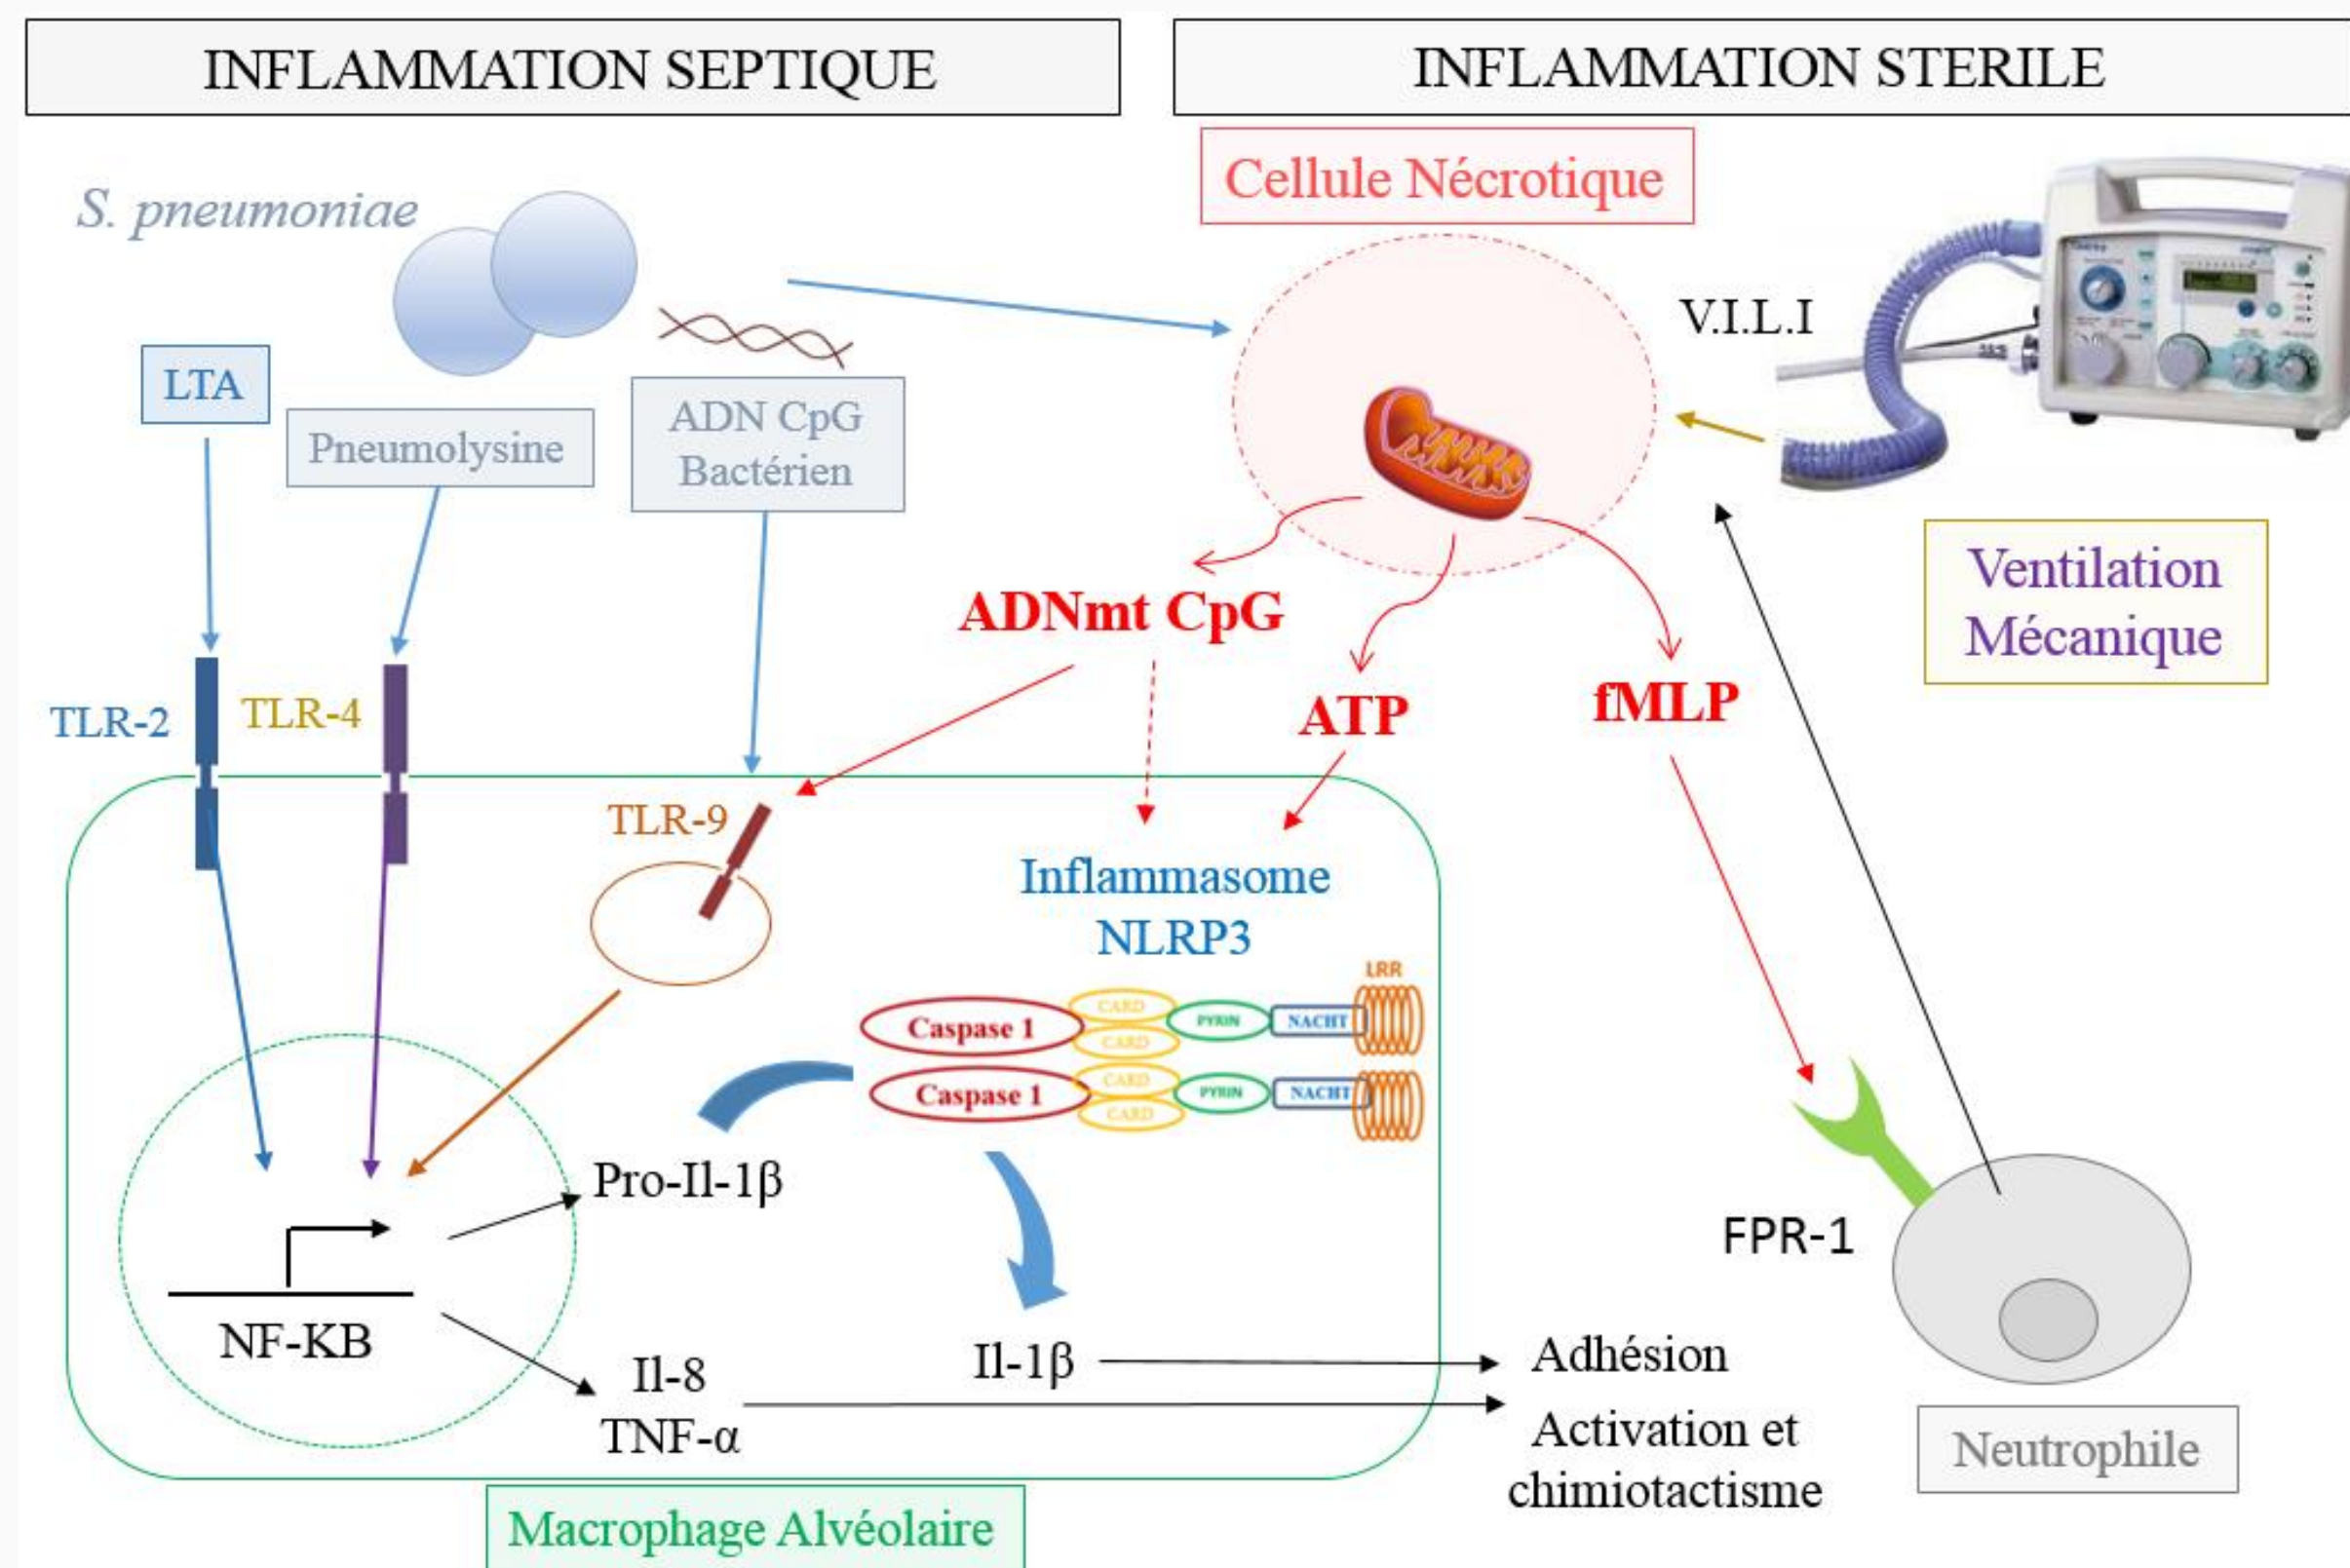 INFLAMMATION SEPTIQUE
INFLAMMATION STERILE
Cellule Nécrotique
S. pneumoniae
V.I.L.I
LTA
Pneumolysine
ADN CpG
Bactérien
Ventilation
Mécanique
ADNmt CpG
ATP
fMLP
TLR-2
TLR-4
TLR-9
Inflammasome
NLRP3
LRR
Caspase 1
CARD
CARD
PYRIN
NACHT
Caspase 1
CARD
CARD
PYRIN
NACHT
Pro-Il-1β
FPR-1
NF-KB
Il-8
TNF-α
Il-1β
Adhésion
Activation et
chimiotactisme
Neutrophile
Macrophage Alvéolaire